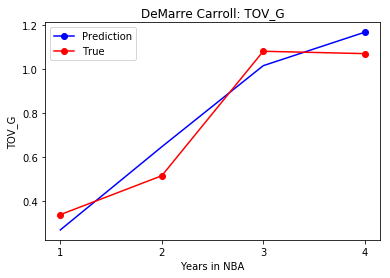 DeMarre Carroll: TOV_G
Prediction
True
1.2
1.0
0.8
0.6
0.4
TOV_G
1 2 3 4
Years in NBA